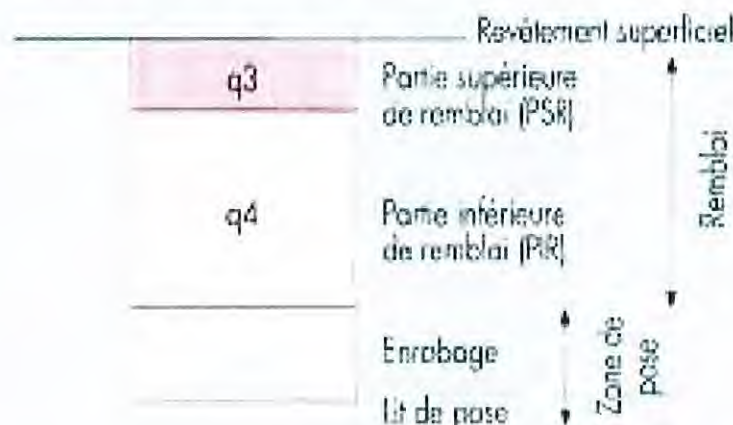 Revêtement superficiel
q3
Partie supérieure
de remblai (PSR)
q4
Partie inférieure
de remblai (PIR)
Remblai
Enrobage
Lit de pose
Zone de
pose